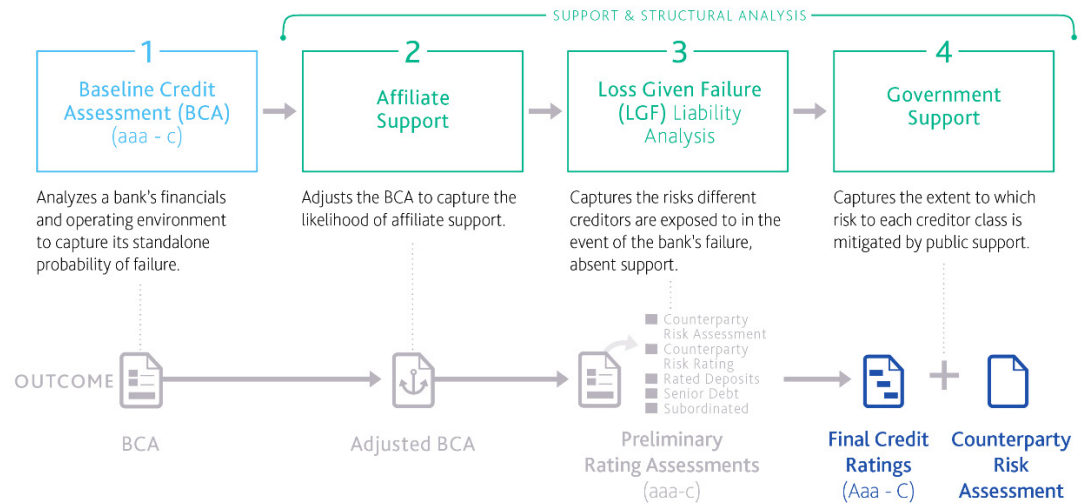 SUPPORT & STRUCTURAL ANALYSIS
1
Baseline Credit
Assessment (BCA)
(aaa - c)
2
Affiliate
Support
3
Loss Given Failure
(LGF) Liability
Analysis
4
Government
Support
Analyzes a bank's financials
and operating environment
to capture its standalone
probability of failure.
Adjusts the BCA to capture the
likelihood of affiliate support.
Captures the risks different
creditors are exposed to in the
event of the bank's failure,
absent support.
Captures the extent to which
risk to each creditor class is
mitigated by public support.
OUTCOME
BCA
Adjusted BCA
Counterparty
Risk Assessment
Counterparty
Risk Rating
Rated Deposits
Senior Debt
Subordinated
Preliminary
Rating Assessments
(aaa-c)
Final Credit
Ratings
(Aaa - C)
Counterparty
Risk
Assessment